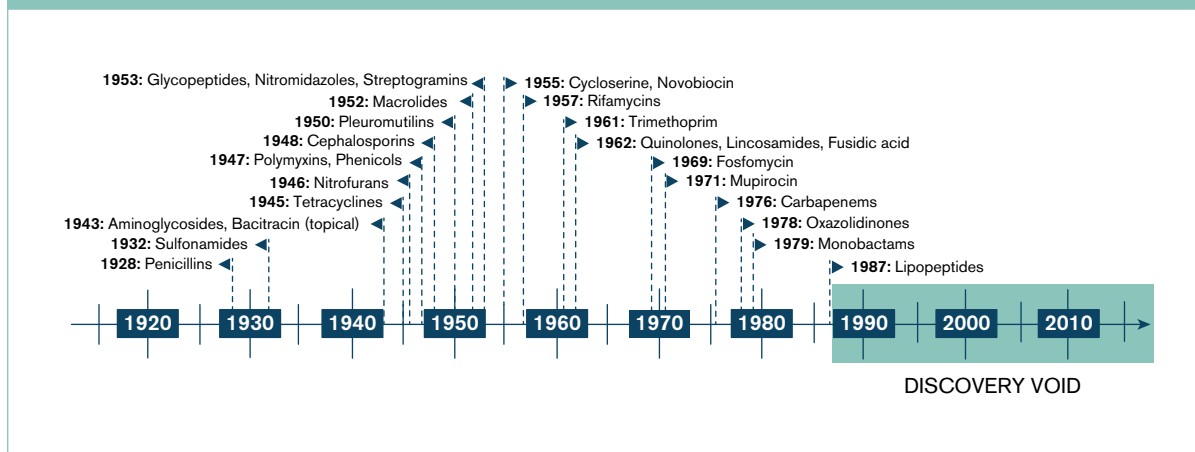 1953: Glycopeptides, Nitromidazoles, Streptogramins
1955: Cycloserine, Novobiocin
1952: Macrolides
1957: Rifamycins
1950: Pleuromutilins
1961: Trimethoprim
1948: Cephalosporins
1962: Quinolones, Lincosamides, Fusidic acid
1947: Polymyxins, Phenicols
1969: Fosfomycin
1946: Nitrofurans
1971: Mupirocin
1945: Tetracyclines
1976: Carbapenems
1943: Aminoglycosides, Bacitracin (topical)
1978: Oxazolidinones
1932: Sulfonamides
1979: Monobactams
1928: Penicillins
1987: Lipopeptides
1920 1930 1940 1950 1960 1970 1980 1990 2000 2010
DISCOVERY VOID